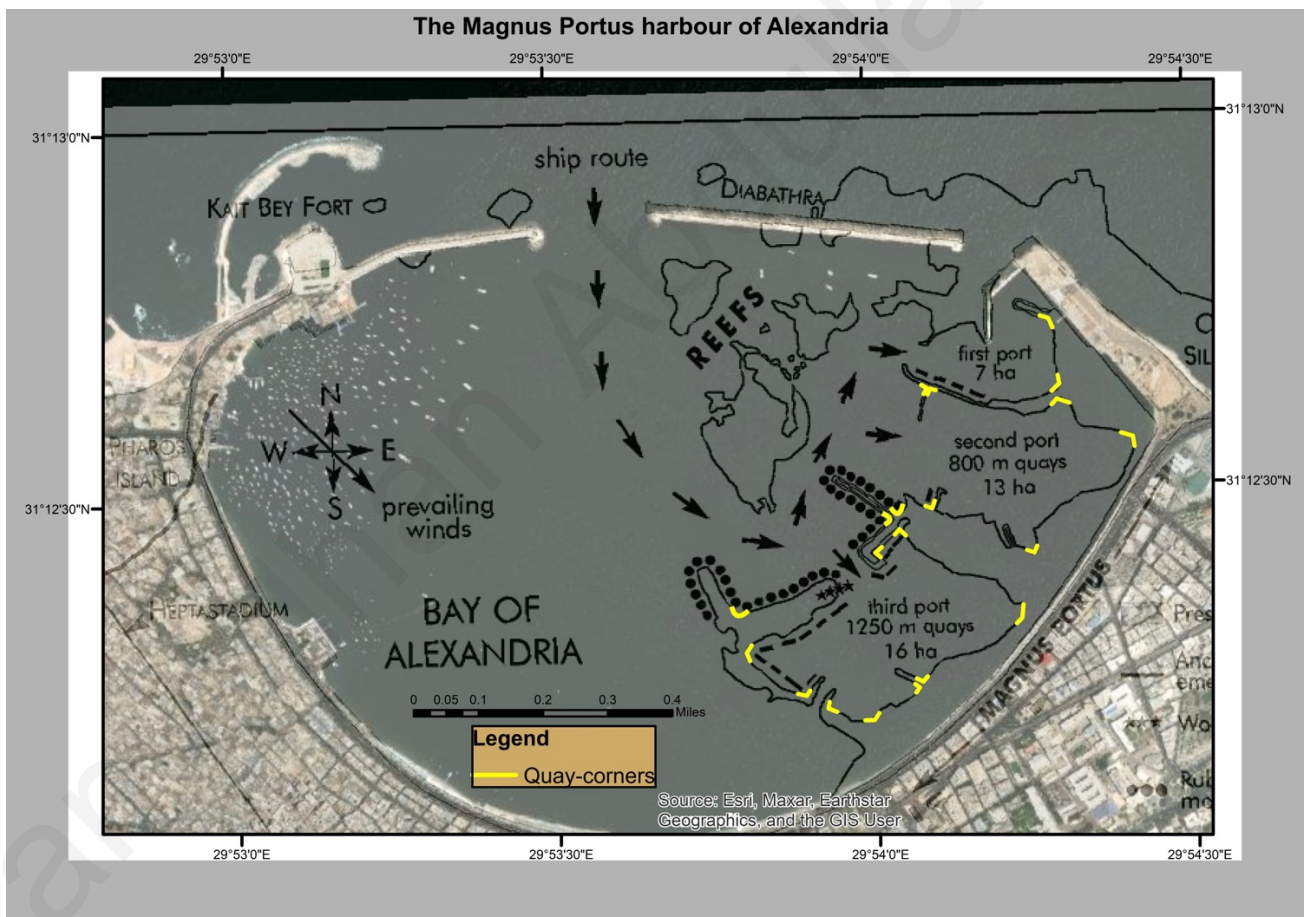 The Magnus Portus harbour of Alexandria
29°53'0"E
29°53'30"E
29°54'0"E
29°54'30"E
31°13'0"N
31°13'0"N
ship route
KAIT BEY FORT
DIABATHRA
REEFS
first port
7 ha
second port
800 m quays
13 ha
N
W
E
S
prevailing
winds
PHAROS
ISLAND
31°12'30"N
31°12'30"N
HEPTASTADIUM
BAY OF
ALEXANDRIA
third port
1250 m quays
16 ha
MAGNUS PORTUS
0
0.05
0.1
0.2
0.3
0.4
Miles
Legend
Quay-corners
Source: Esri, Maxar, Earthstar
Geographics, and the GIS User
29°53'0"E
29°53'30"E
29°54'0"E
29°54'30"E